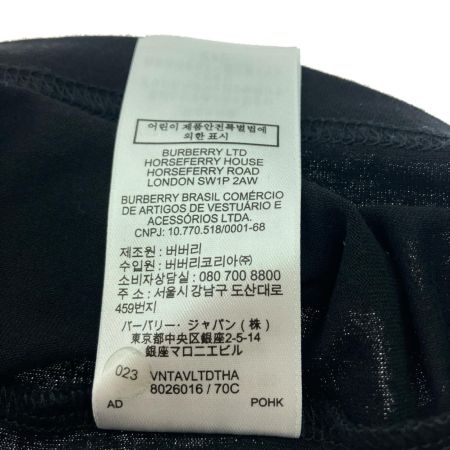 어린이 제품안전특별법에
의한 표시
BURBERRY LTD
HORSEFERRY HOUSE
HORSEFERRY ROAD
LONDON SW1P 2AW
BURBERRY BRASIL COMÉRCIO
DE ARTIGOS DE VESTUÁRIO E
ACESSÓRIOS LTDA.
CNPJ: 10.770.518/0001-68
제조원 : 버버리
수입원 : 버버리코리아㈜
소비자상담실 : 080 700 8800
주소 : 서울시 강남구 도산대로
459번지
バーバリー・ジャパン（株）
東京都中央区銀座2-5-14
銀座マロニエビル
023 VNTAVLTDTHA
8026016 / 70C
AD POHK